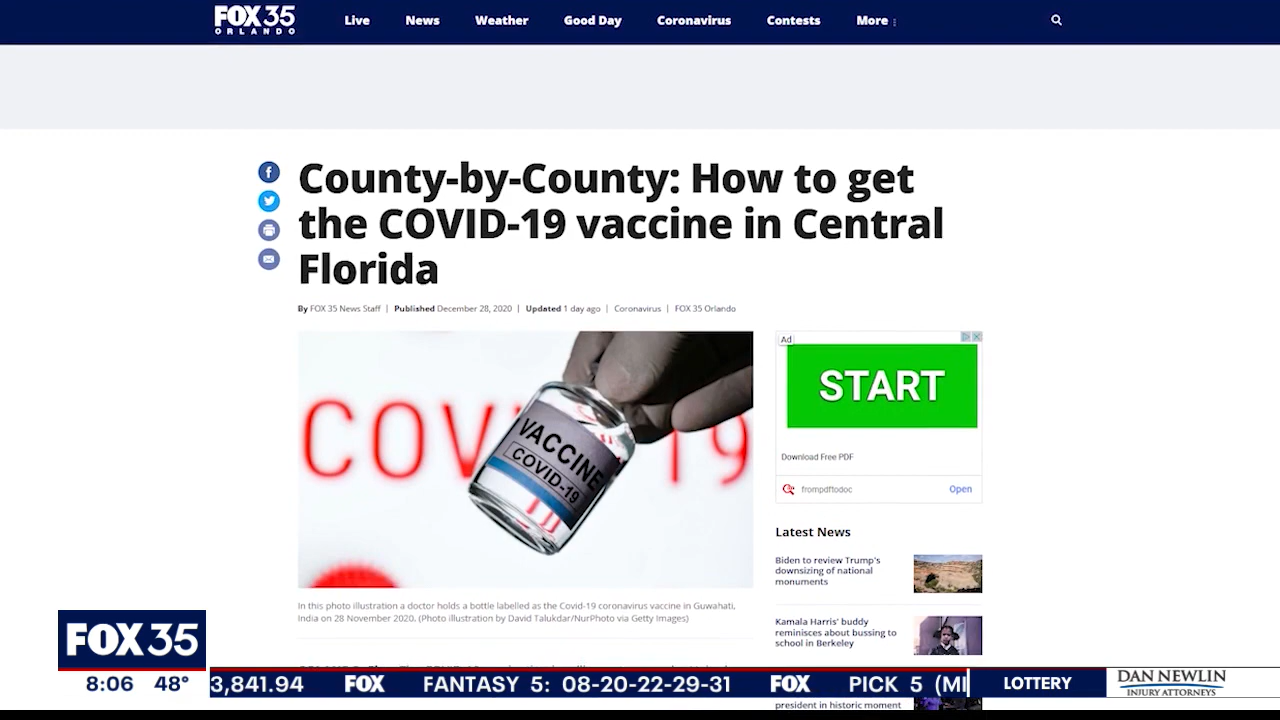 FOX 35
ORLANDO
Live News Weather Good Day Coronavirus Contests More
County-by-County: How to get
the COVID-19 vaccine in Central
Florida
By FOX 35 News Staff | Published December 28, 2020 | Updated 1 day ago | Coronavirus | FOX 35 Orlando
COV 19
VACCINE
COVID-19
In this photo illustration a doctor holds a bottle labelled as the Covid-19 coronavirus vaccine in Guwahati,
India on 28 November 2020. (Photo illustration by David Talukdar/NurPhoto via Getty Images)
Ad
START
Download Free PDF
frompdftodoc Open
Latest News
Biden to review Trump's
downsizing of national
monuments
Kamala Harris' buddy
reminisces about bussing to
school in Berkeley
president in historic moment
FOX 35
8:06 48°
3,841.94 FOX FANTASY 5: 08-20-22-29-31 FOX PICK 5 (MI
LOTTERY
DAN NEWLIN
INJURY ATTORNEYS